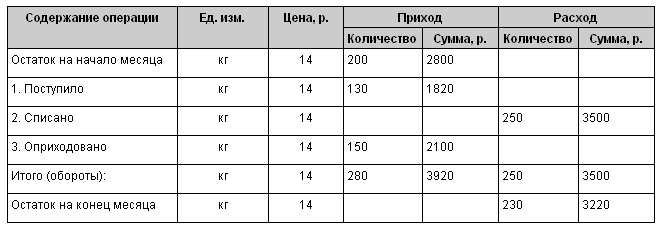 Содержание операции Ед. изм. Цена, р. Приход Расход
Количество Сумма, р. Количество Сумма, р.
Остаток на начало месяца кг 14 200 2800
1. Поступило кг 14 130 1820
2. Списано кг 14 250 3500
3. Оприходовано кг 14 150 2100
Итого (обороты): кг 14 280 3920 250 3500
Остаток на конец месяца кг 14 230 3220